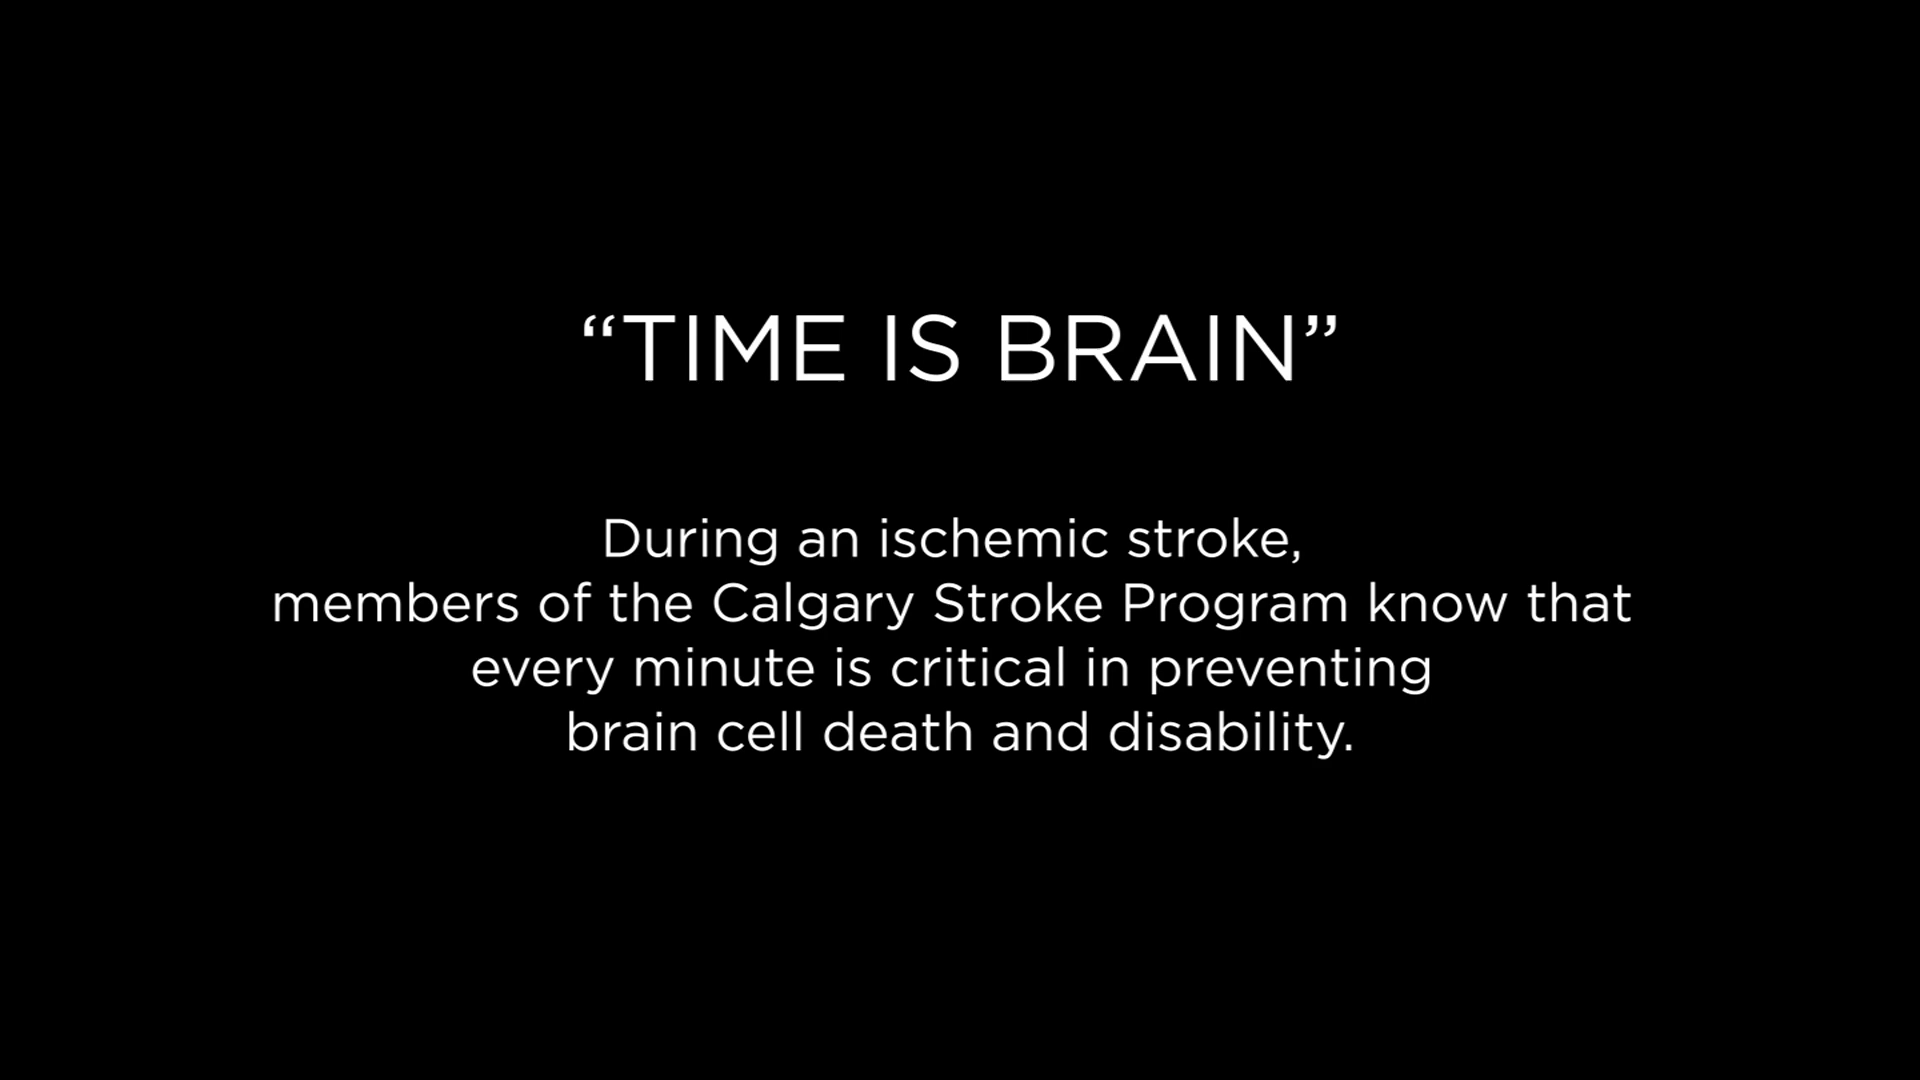 “TIME IS BRAIN”
During an ischemic stroke,
members of the Calgary Stroke Program know that
every minute is critical in preventing
brain cell death and disability.